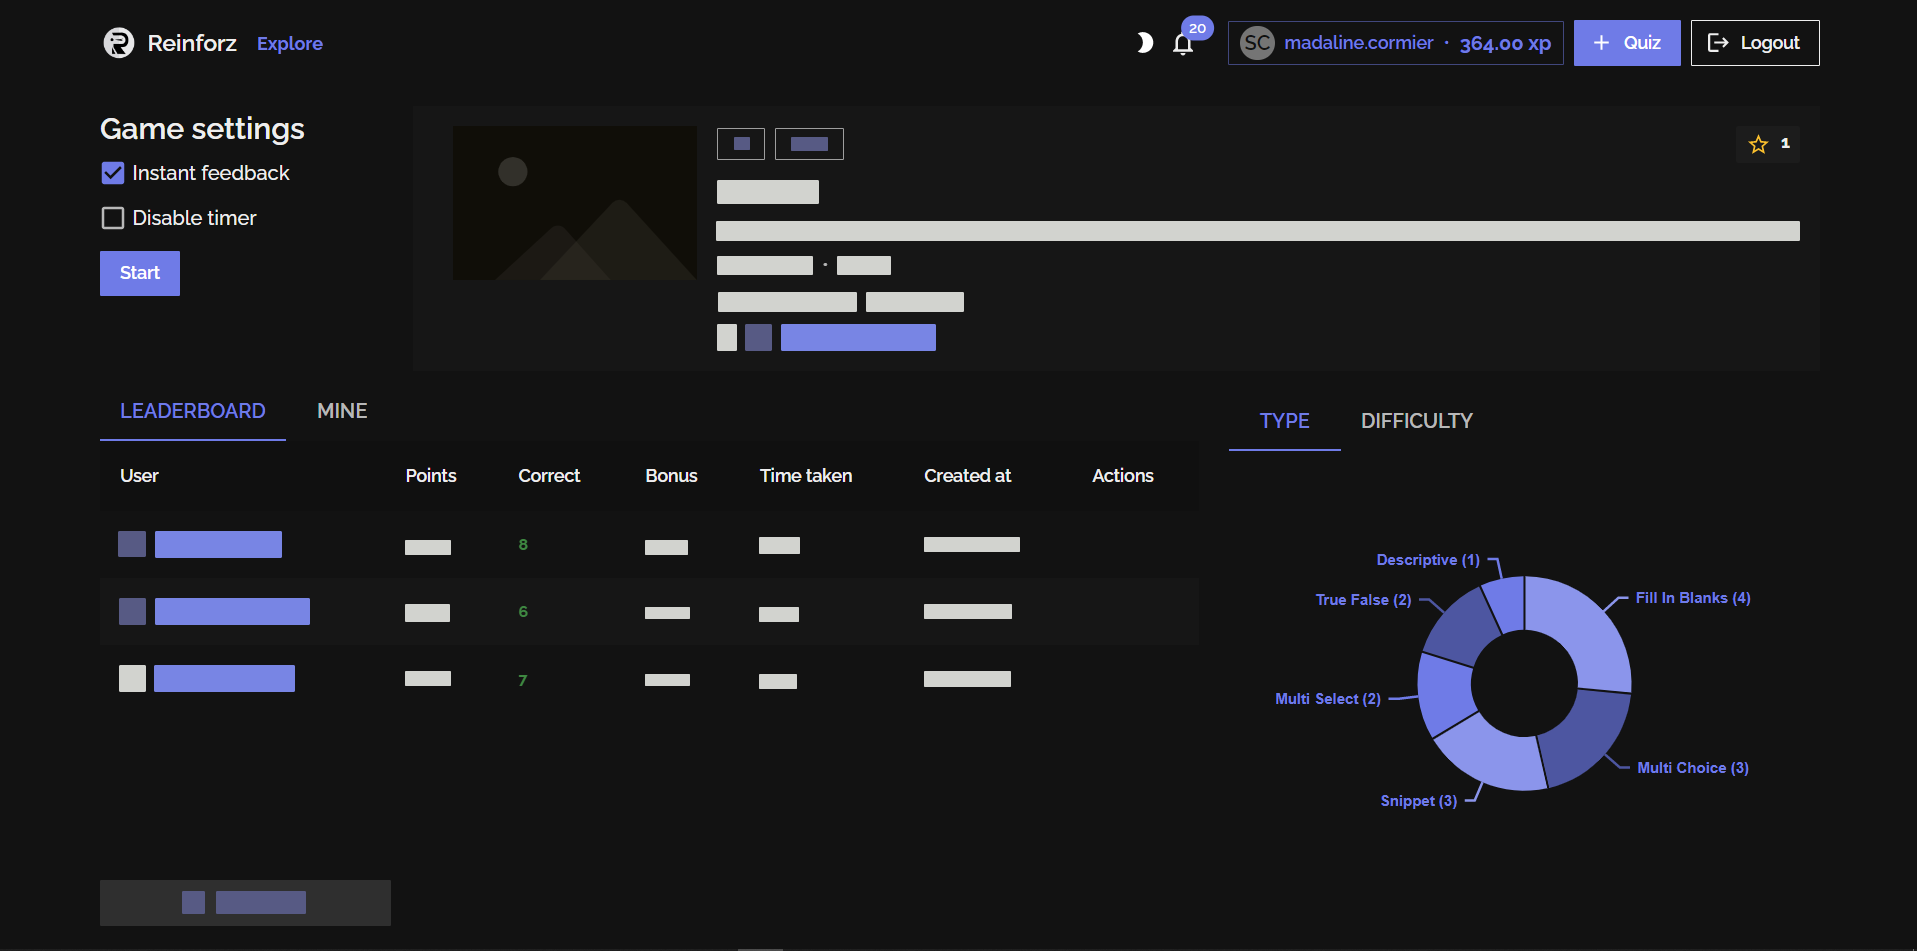 Reinforz Explore
20
SC madaline.cormier · 364.00 xp
+ Quiz
Logout
Game settings
Instant feedback
Disable timer
Start
1
LEADERBOARD MINE
User Points Correct Bonus Time taken Created at Actions
8
6
7
TYPE DIFFICULTY
Descriptive (1)
True False (2)
Fill In Blanks (4)
Multi Select (2)
Multi Choice (3)
Snippet (3)